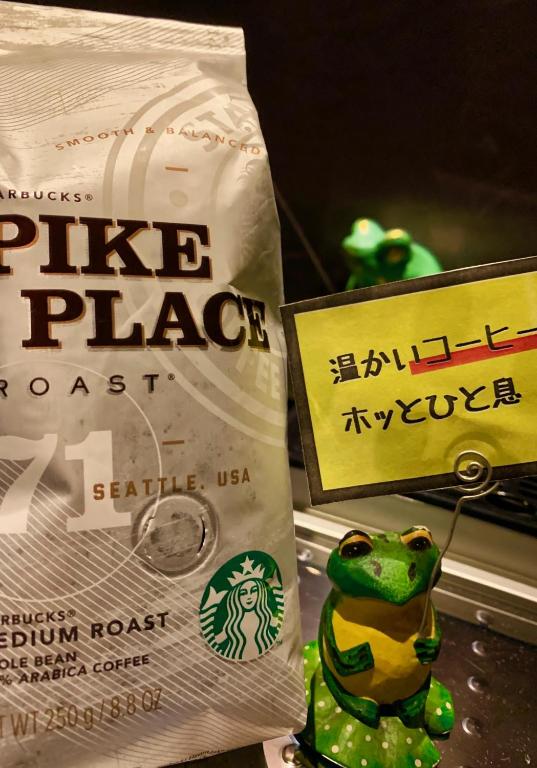 SMOOTH & BALANCED
ARBUCKS®
PIKE
PLACE
ROAST®
71
SEATTLE. USA
ARBUCKS®
EDIUM ROAST
OLE BEAN
% ARABICA COFFEE
T WT 250 g / 8.8 OZ
温かいコーヒー
ホッとひと息